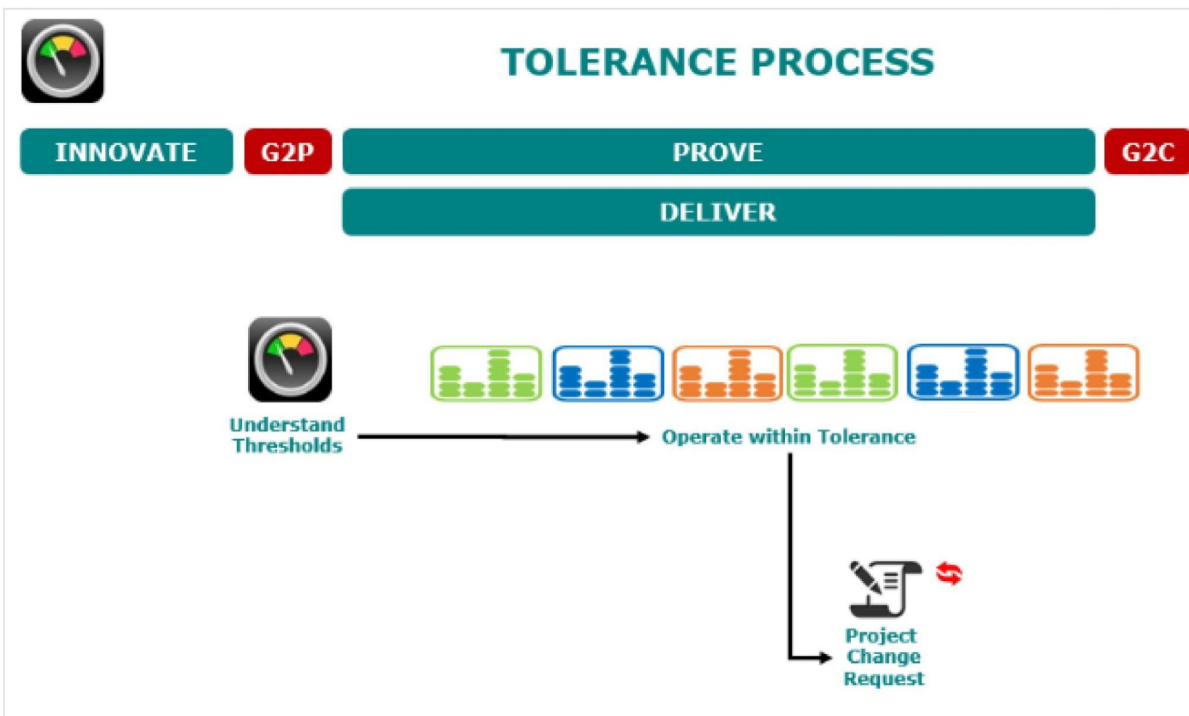 TOLERANCE PROCESS
INNOVATE G2P PROVE G2C
DELIVER
Understand
Thresholds
Operate within Tolerance
Project
Change
Request